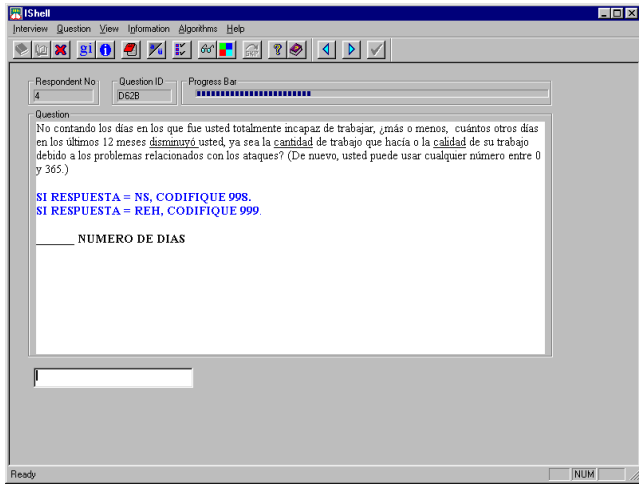 IShell
Interview Question View Information Algorithms Help
gi
Respondent No
Question ID
Progress Bar
4
D62B
Question
No contando los días en los que fue usted totalmente incapaz de trabajar, ¿más o menos, cuántos otros días
en los últimos 12 meses disminuyó usted, ya sea la cantidad de trabajo que hacía o la calidad de su trabajo
debido a los problemas relacionados con los ataques? (De nuevo, usted puede usar cualquier número entre 0
y 365.)
SI RESPUESTA = NS, CODIFIQUE 998.
SI RESPUESTA = REH, CODIFIQUE 999.
______ NUMERO DE DIAS
Ready
NUM